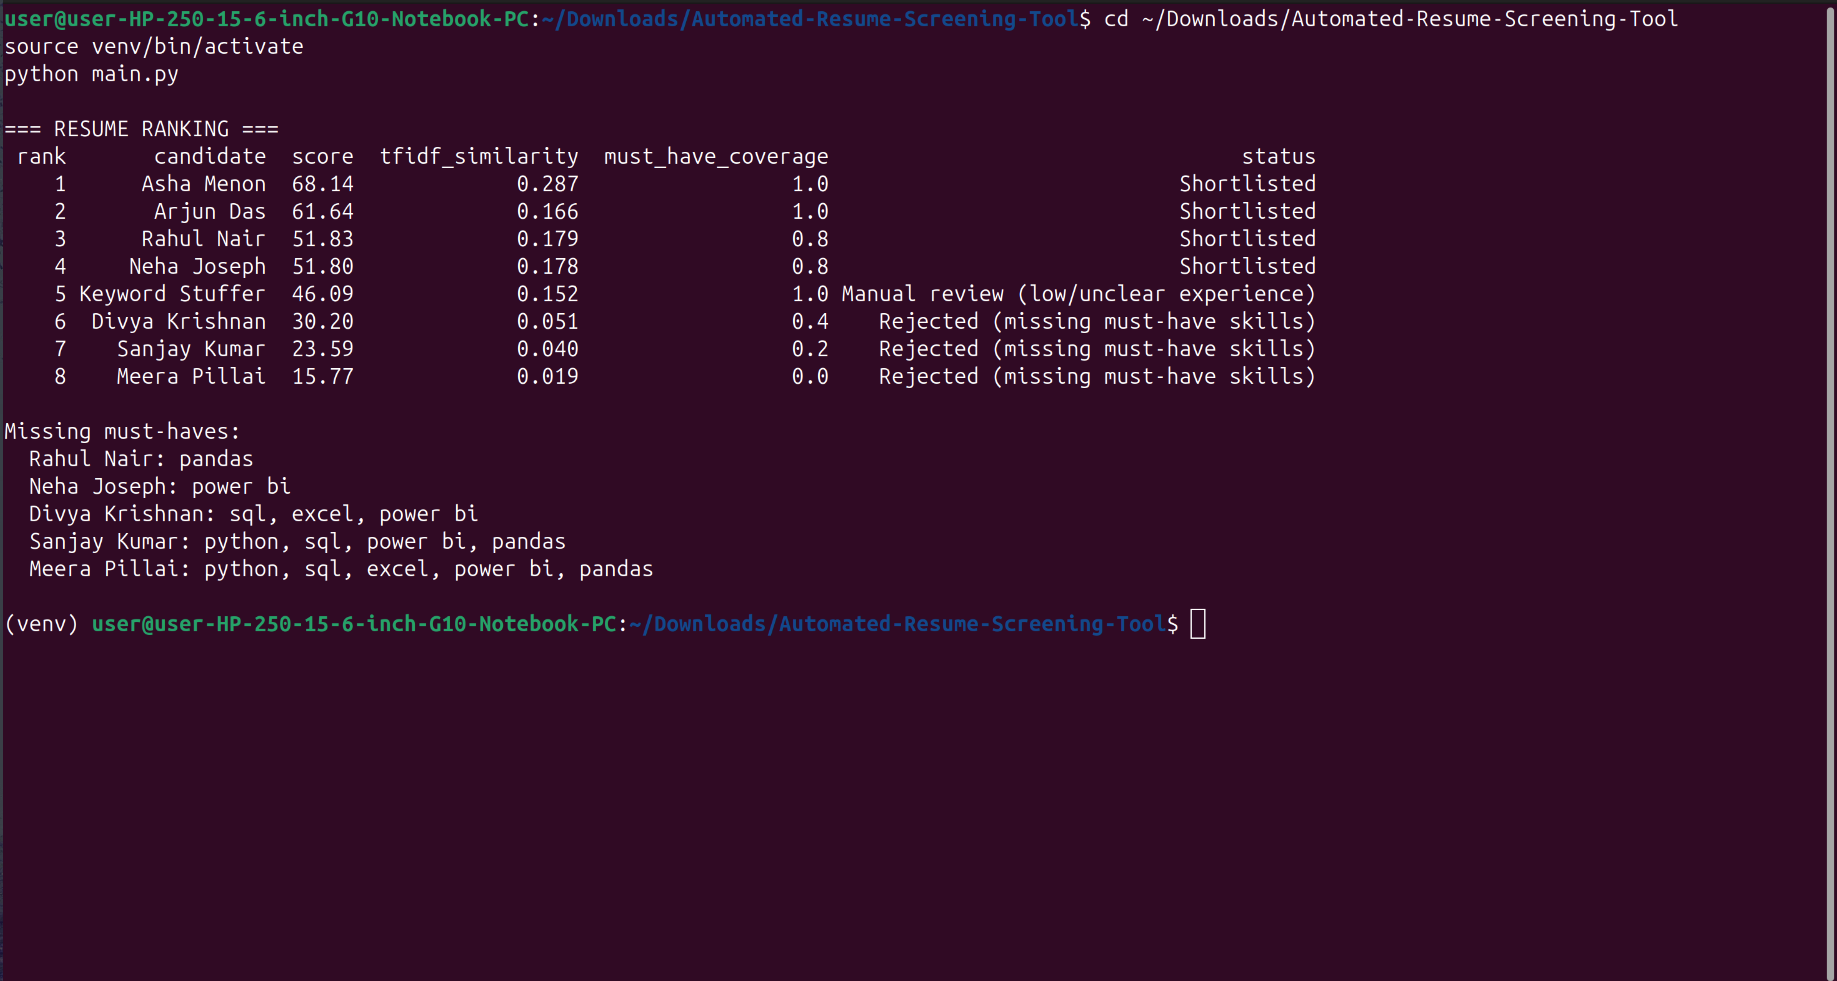 user@user-HP-250-15-6-inch-G10-Notebook-PC:~/Downloads/Automated-Resume-Screening-Tool$ cd ~/Downloads/Automated-Resume-Screening-Tool
source venv/bin/activate
python main.py
=== RESUME RANKING ===
rank candidate score tfidf_similarity must_have_coverage status
1 Asha Menon 68.14 0.287 1.0 Shortlisted
2 Arjun Das 61.64 0.166 1.0 Shortlisted
3 Rahul Nair 51.83 0.179 0.8 Shortlisted
4 Neha Joseph 51.80 0.178 0.8 Shortlisted
5 Keyword Stuffer 46.09 0.152 1.0 Manual review (low/unclear experience)
6 Divya Krishnan 30.20 0.051 0.4 Rejected (missing must-have skills)
7 Sanjay Kumar 23.59 0.040 0.2 Rejected (missing must-have skills)
8 Meera Pillai 15.77 0.019 0.0 Rejected (missing must-have skills)
Missing must-haves:
Rahul Nair: pandas
Neha Joseph: power bi
Divya Krishnan: sql, excel, power bi
Sanjay Kumar: python, sql, power bi, pandas
Meera Pillai: python, sql, excel, power bi, pandas
(venv) user@user-HP-250-15-6-inch-G10-Notebook-PC:~/Downloads/Automated-Resume-Screening-Tool$